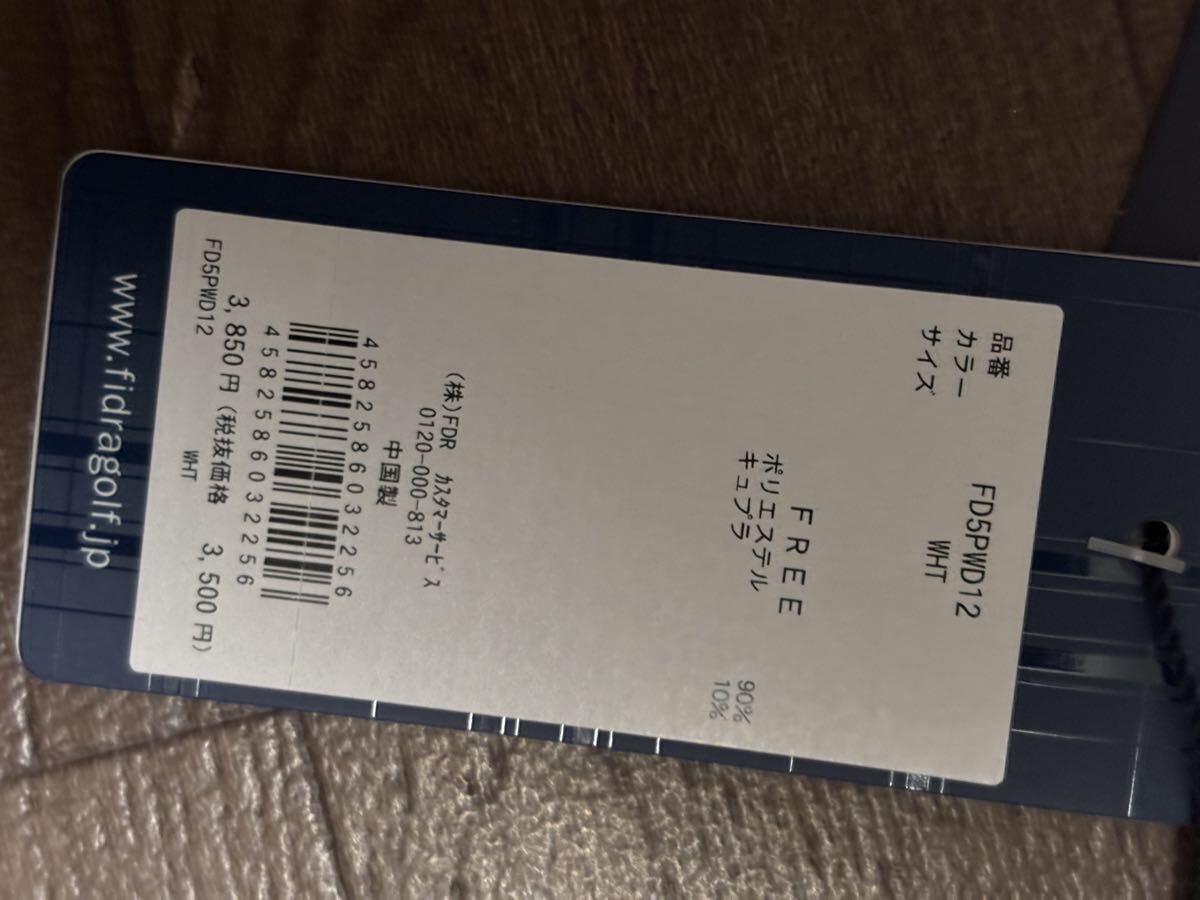 品番 FD5PWD12
カラー WHT
サイズ
FREE
ポリエステル 90%
キュプラ 10%
(株)FDR カスタマーサービス
0120-000-813
中国製
4582586032256
4582586032256
3,850円(税抜価格 3,500円)
FD5PWD12 WHT
www.fidragolf.jp